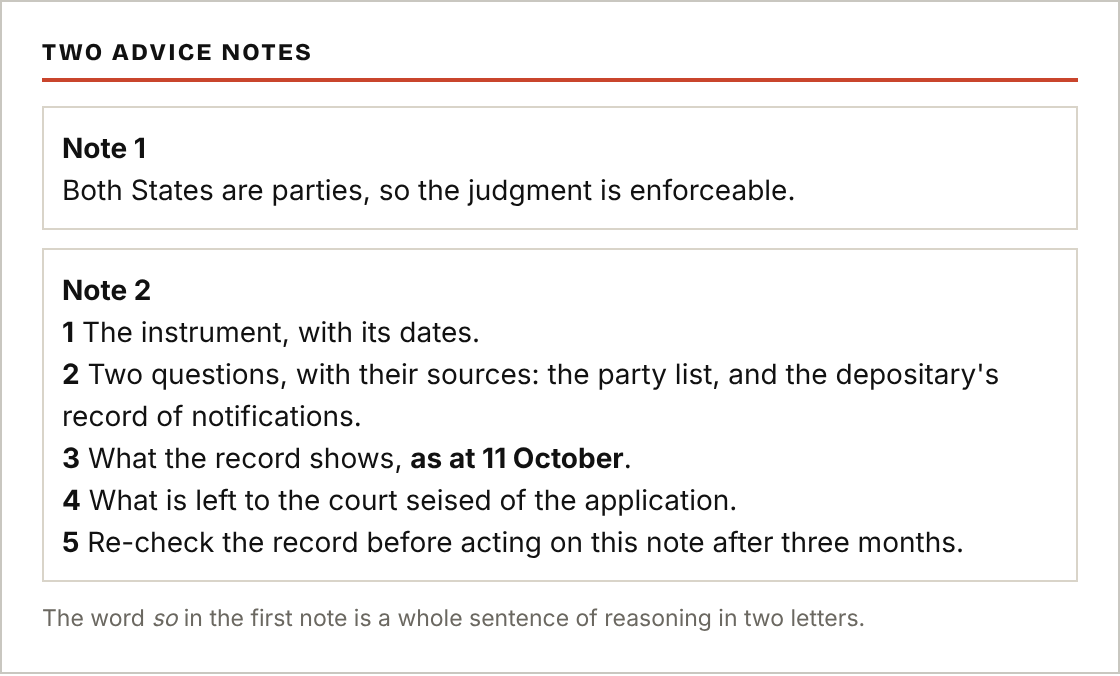 TWO ADVICE NOTES
Note 1
Both States are parties, so the judgment is enforceable.
Note 2
1 The instrument, with its dates.
2 Two questions, with their sources: the party list, and the depositary's
record of notifications.
3 What the record shows, as at 11 October.
4 What is left to the court seised of the application.
5 Re-check the record before acting on this note after three months.
The word so in the first note is a whole sentence of reasoning in two letters.